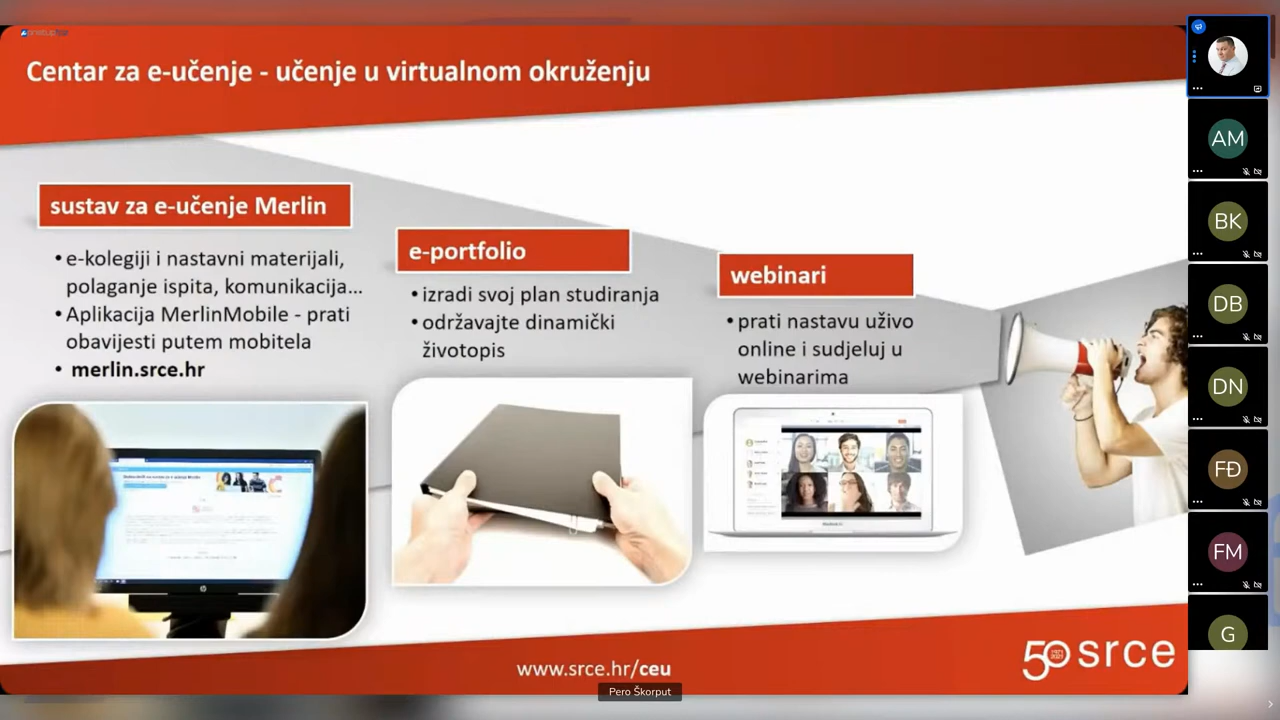 Centar za e-učenje - učenje u virtualnom okruženju
sustav za e-učenje Merlin
• e-kolegiji i nastavni materijali,
polaganje ispita, komunikacija...
• Aplikacija MerlinMobile - prati
obavijesti putem mobitela
• merlin.srce.hr
e-portfolio
• izradi svoj plan studiranja
• održavajte dinamički
životopis
webinari
• prati nastavu uživo
online i sudjeluj u
webinarima
www.srce.hr/ceu
50 srce
1971
2021
Pero Škorput
AM
BK
DB
DN
FĐ
FM
G